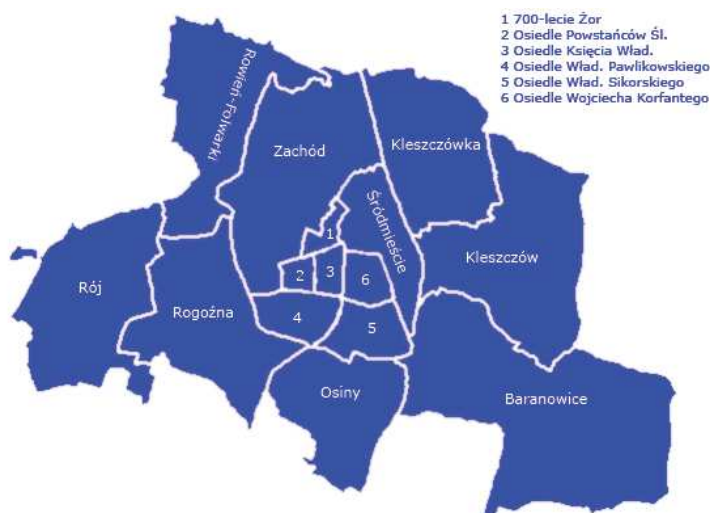 1 700-lecie Żor
2 Osiedle Powstańców Śl.
3 Osiedle Księcia Wład.
4 Osiedle Wład. Pawlikowskiego
5 Osiedle Wład. Sikorskiego
6 Osiedle Wojciecha Korfantego
Rowień-Folwarki
Zachód
Kleszczówka
Śródmieście
1
Kleszczów
2
3
6
Rój
Rogoźna
4
5
Osiny
Baranowice